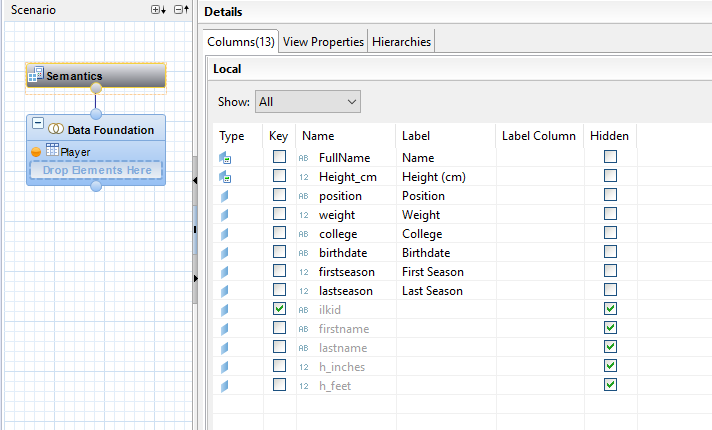 Scenario
Details
Columns(13) View Properties Hierarchies
Local
Show: All
Semantics
Data Foundation
Player
Drop Elements Here
Type Key Name Label Label Column Hidden
AB FullName Name
12 Height_cm Height (cm)
AB position Position
12 weight Weight
AB college College
AB birthdate Birthdate
12 firstseason First Season
12 lastseason Last Season
AB ilkid
AB firstname
AB lastname
12 h_inches
12 h_feet